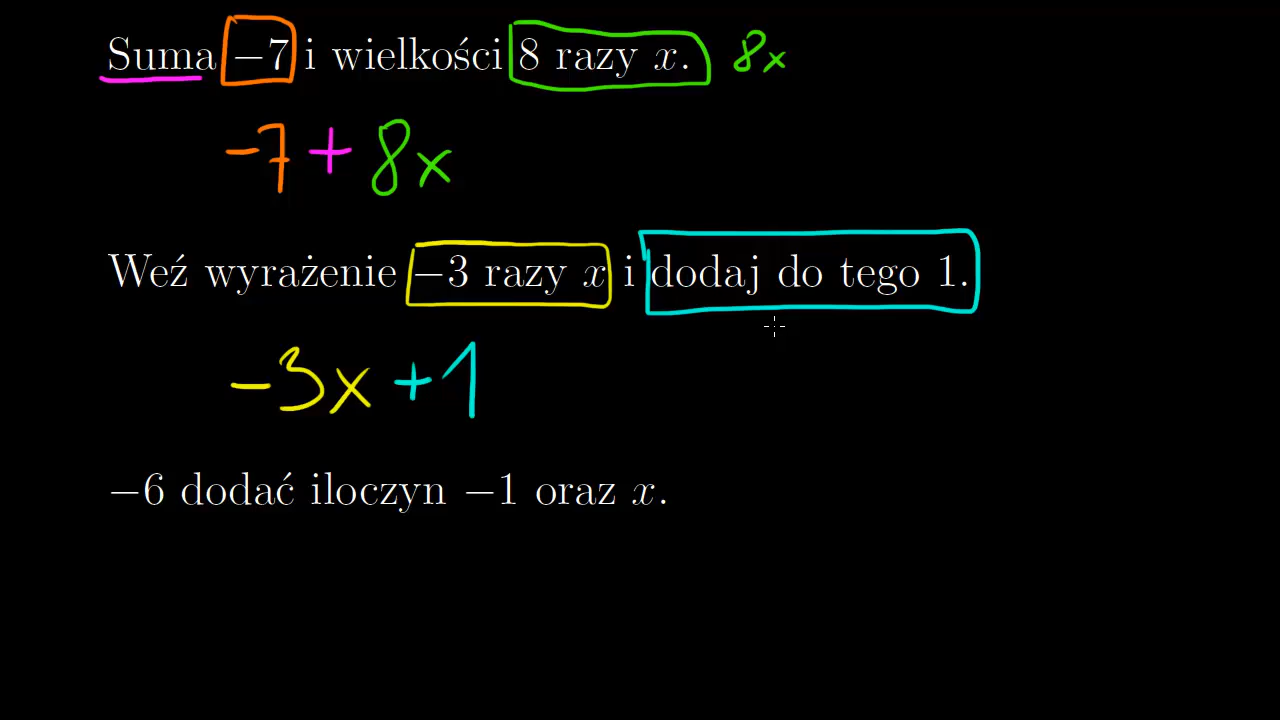 Suma −7 i wielkości 8 razy x. 8x
−7 + 8x
Weź wyrażenie −3 razy x i dodaj do tego 1.
−3x +1
−6 dodać iloczyn −1 oraz x.